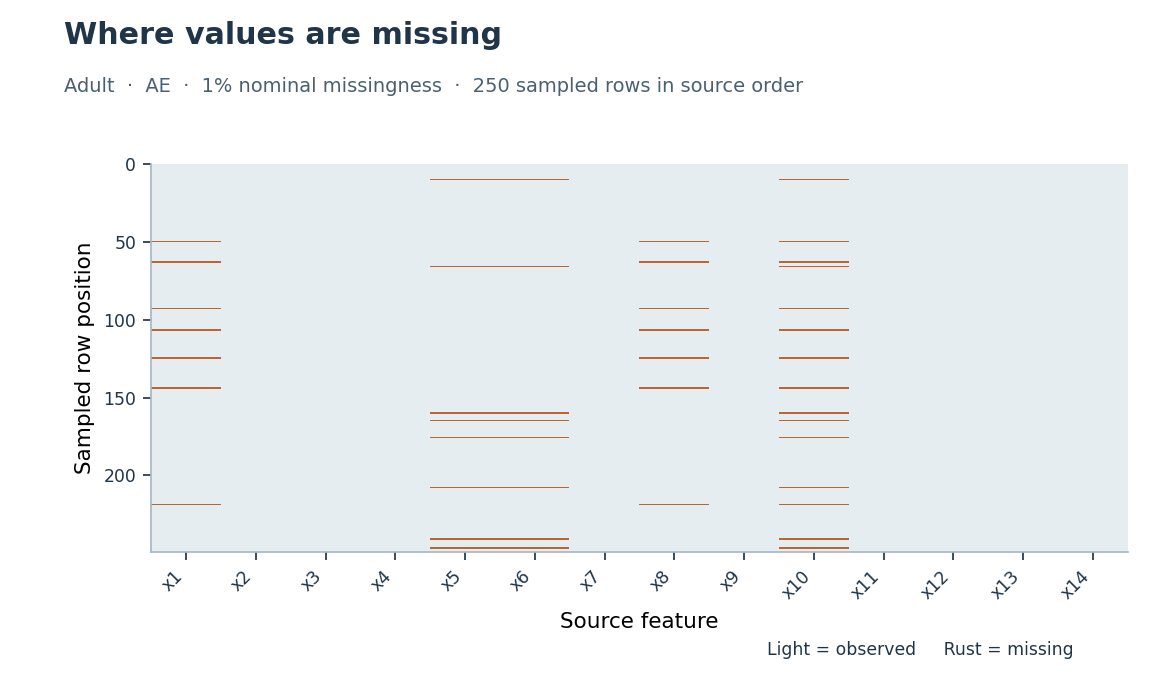 Where values are missing
Adult · AE · 1% nominal missingness · 250 sampled rows in source order
0
50
100
150
200
Sampled row position
x1 x2 x3 x4 x5 x6 x7 x8 x9 x10 x11 x12 x13 x14
Source feature
Light = observed Rust = missing